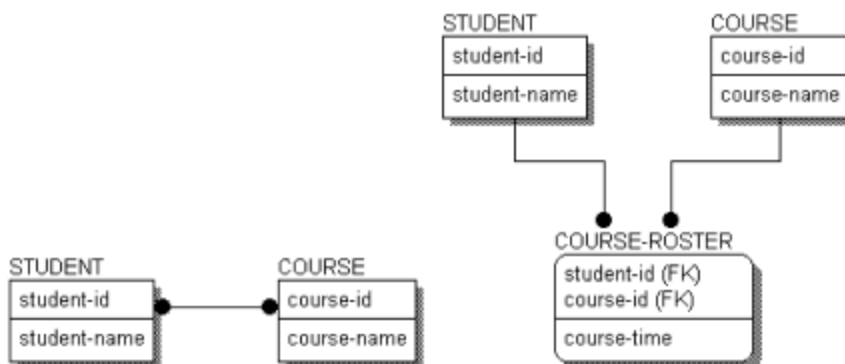 STUDENT
student-id
student-name
COURSE
course-id
course-name
STUDENT
student-id
student-name
COURSE
course-id
course-name
COURSE-ROSTER
student-id (FK)
course-id (FK)
course-time